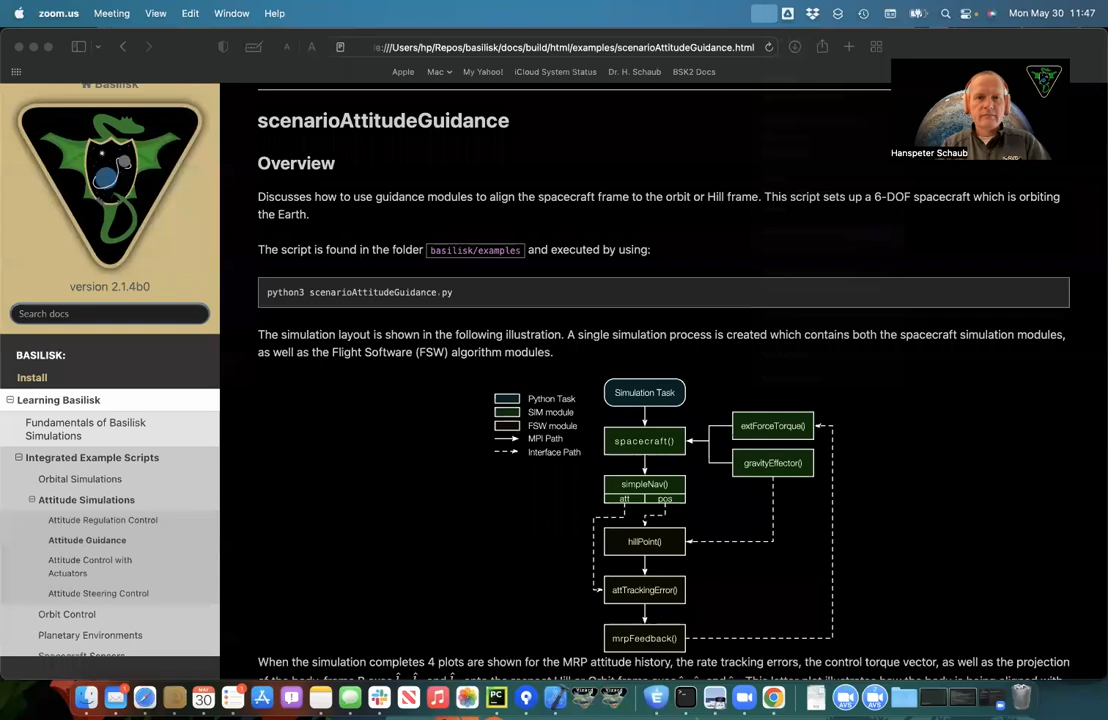 zoom.us Meeting View Edit Window Help Mon May 30 11:47
s:///Users/hp/Repos/basilisk/docs/build/html/examples/scenarioAttitudeGuidance.html
Apple Mac My Yahoo! iCloud System Status Dr. H. Schaub BSK2 Docs
Basilisk
version 2.1.4b0
Search docs
BASILISK:
Install
Learning Basilisk
Fundamentals of Basilisk
Simulations
Integrated Example Scripts
Orbital Simulations
Attitude Simulations
Attitude Regulation Control
Attitude Guidance
Attitude Control with
Actuators
Attitude Steering Control
Orbit Control
Planetary Environments
Spacecraft Sensors
Hanspeter Schaub
scenarioAttitudeGuidance
Overview
Discusses how to use guidance modules to align the spacecraft frame to the orbit or Hill frame. This script sets up a 6-DOF spacecraft which is orbiting
the Earth.
The script is found in the folder basilisk/examples and executed by using:
python3 scenarioAttitudeGuidance.py
The simulation layout is shown in the following illustration. A single simulation process is created which contains both the spacecraft simulation modules,
as well as the Flight Software (FSW) algorithm modules.
Python Task
SIM module
FSW module
MPI Path
Interface Path
Simulation Task
spacecraft()
extForceTorque()
gravityEffector()
simpleNav()
att pos
hillPoint()
attTrackingError()
mrpFeedback()
When the simulation completes 4 plots are shown for the MRP attitude history, the rate tracking errors, the control torque vector, as well as the projection